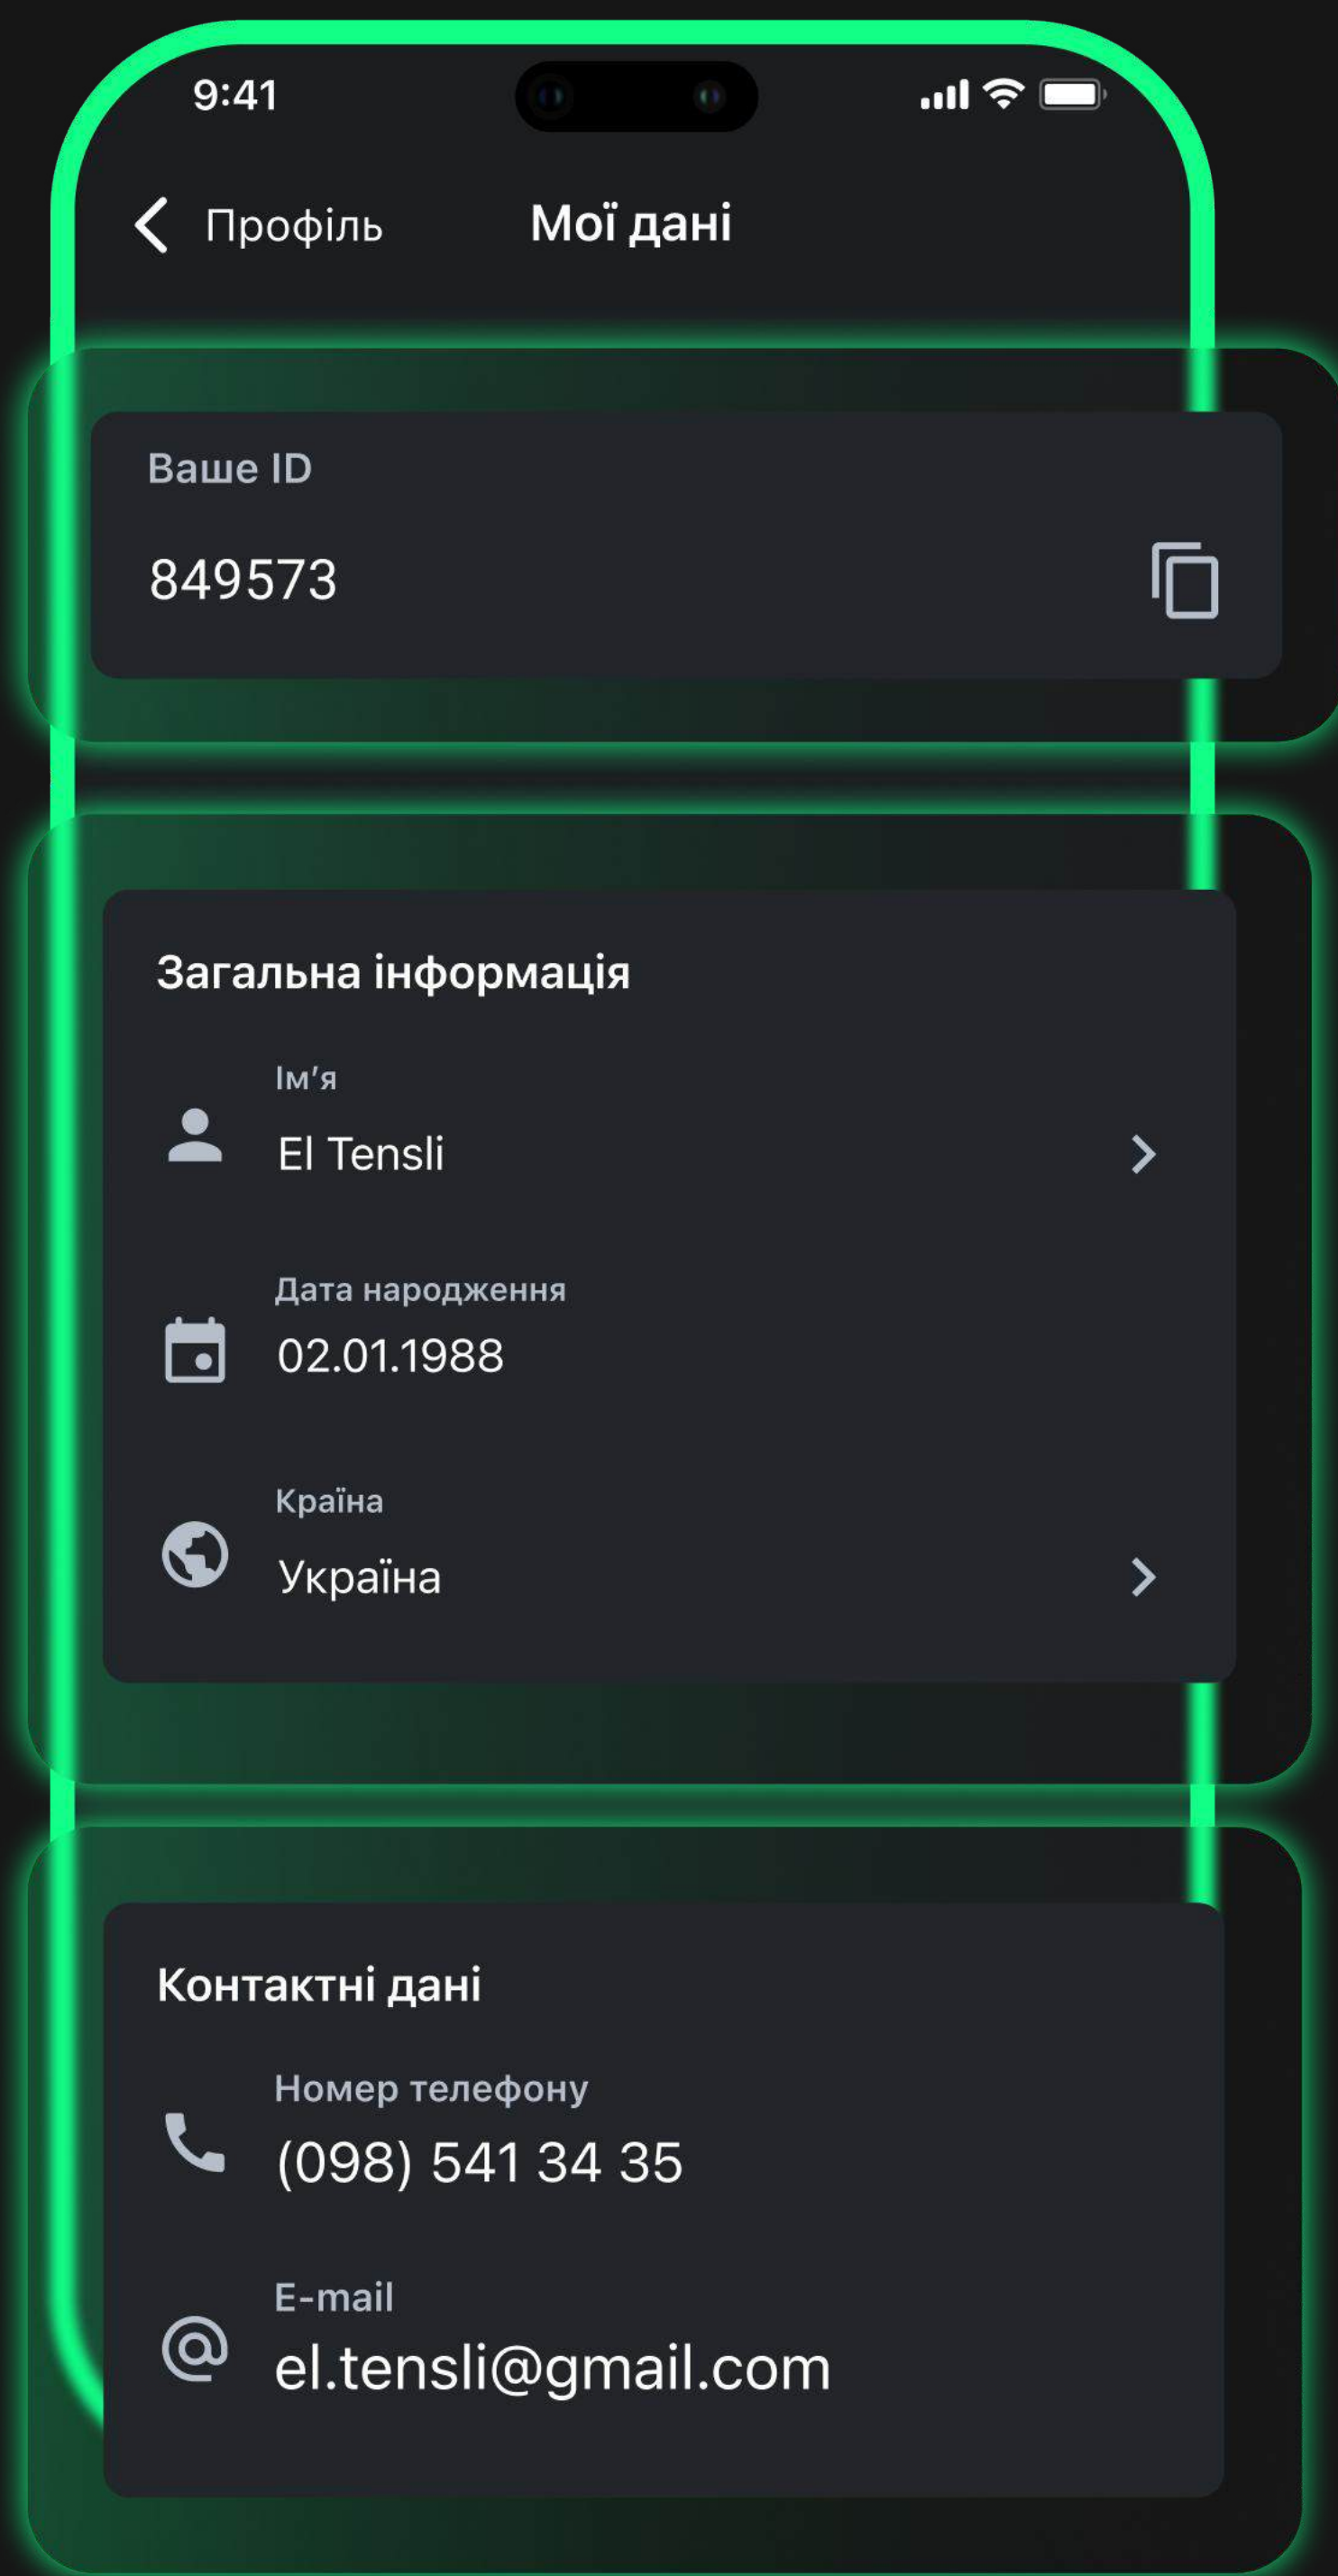 9:41
Профіль
Мої дані
Ваше ID
849573
Загальна інформація
Ім’я
El Tensli
Дата народження
02.01.1988
Країна
Україна
Контактні дані
Номер телефону
(098) 541 34 35
E-mail
el.tensli@gmail.com